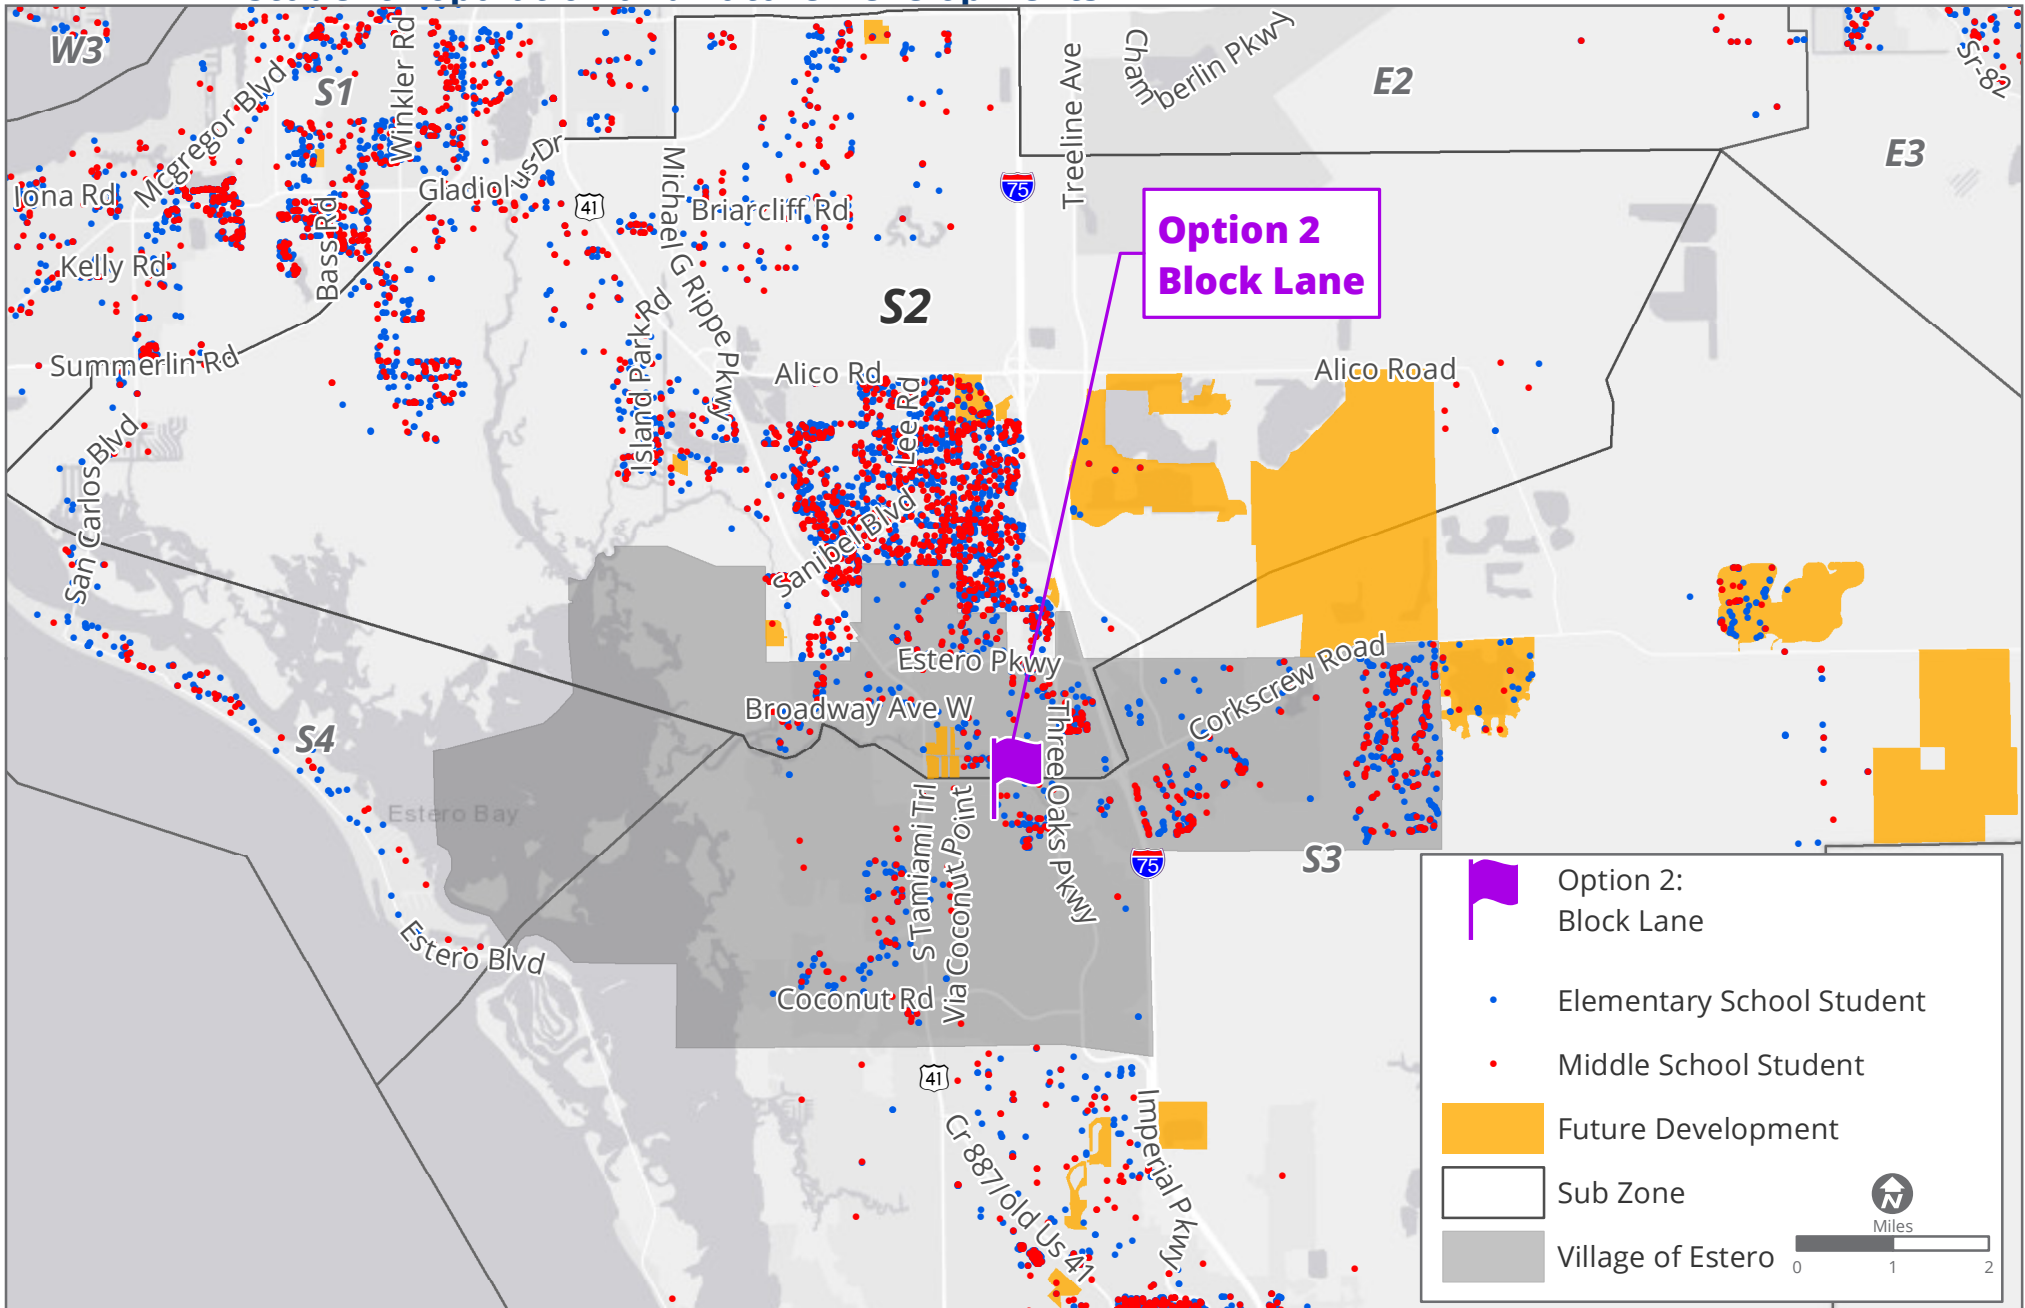 W3
S1
Winkler Rd
Mcgregor Blvd
Iona Rd
Gladiolus Dr
Bass Rd
Kelly Rd
Summerlin Rd
San Carlos Blvd
41
Michael G Rippe Pkwy
Briarcliff Rd
Island Park Rd
S2
75
Treeline Ave
Chamberlin Pkwy
E2
Sr-82
E3
Option 2
Block Lane
Alico Rd
Lee Rd
Alico Road
Sanibel Blvd
Estero Pkwy
Broadway Ave W
Corkscrew Road
Three Oaks Pkwy
S4
Estero Bay
S Tamiami Trl
Via Coconut Point
75
S3
Estero Blvd
Coconut Rd
41
Imperial Pkwy
Cr 887/old Us 41
Option 2:
Block Lane
Elementary School Student
Middle School Student
Future Development
Sub Zone
Village of Estero
N
Miles
0 1 2